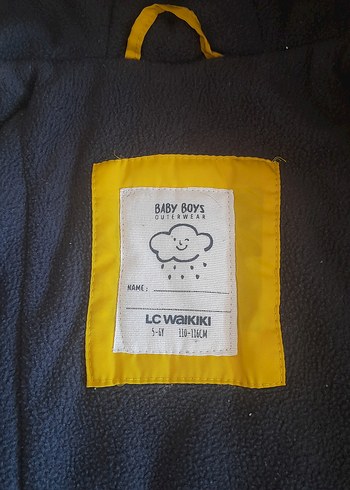 BABY BOYS
OUTERWEAR
NAME:
LC WAIKIKI
5-6Y 110-116CM